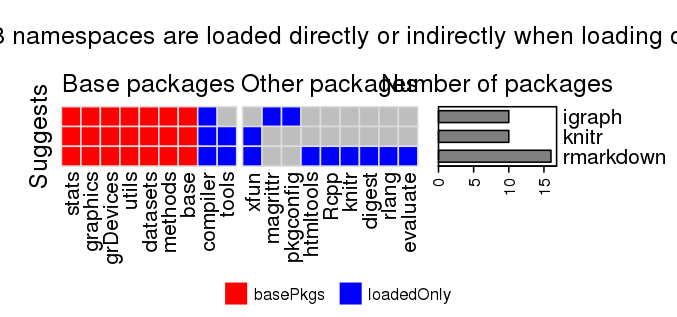 8 namespaces are loaded directly or indirectly when loading
Base packages Other packages Number of packages
Suggests
igraph
knitr
rmarkdown
0 5 10 15
stats graphics grDevices utils datasets methods base compiler tools xfun magrittr pkgconfig htmltools Rcpp knitr digest rlang evaluate
basePkgs loadedOnly